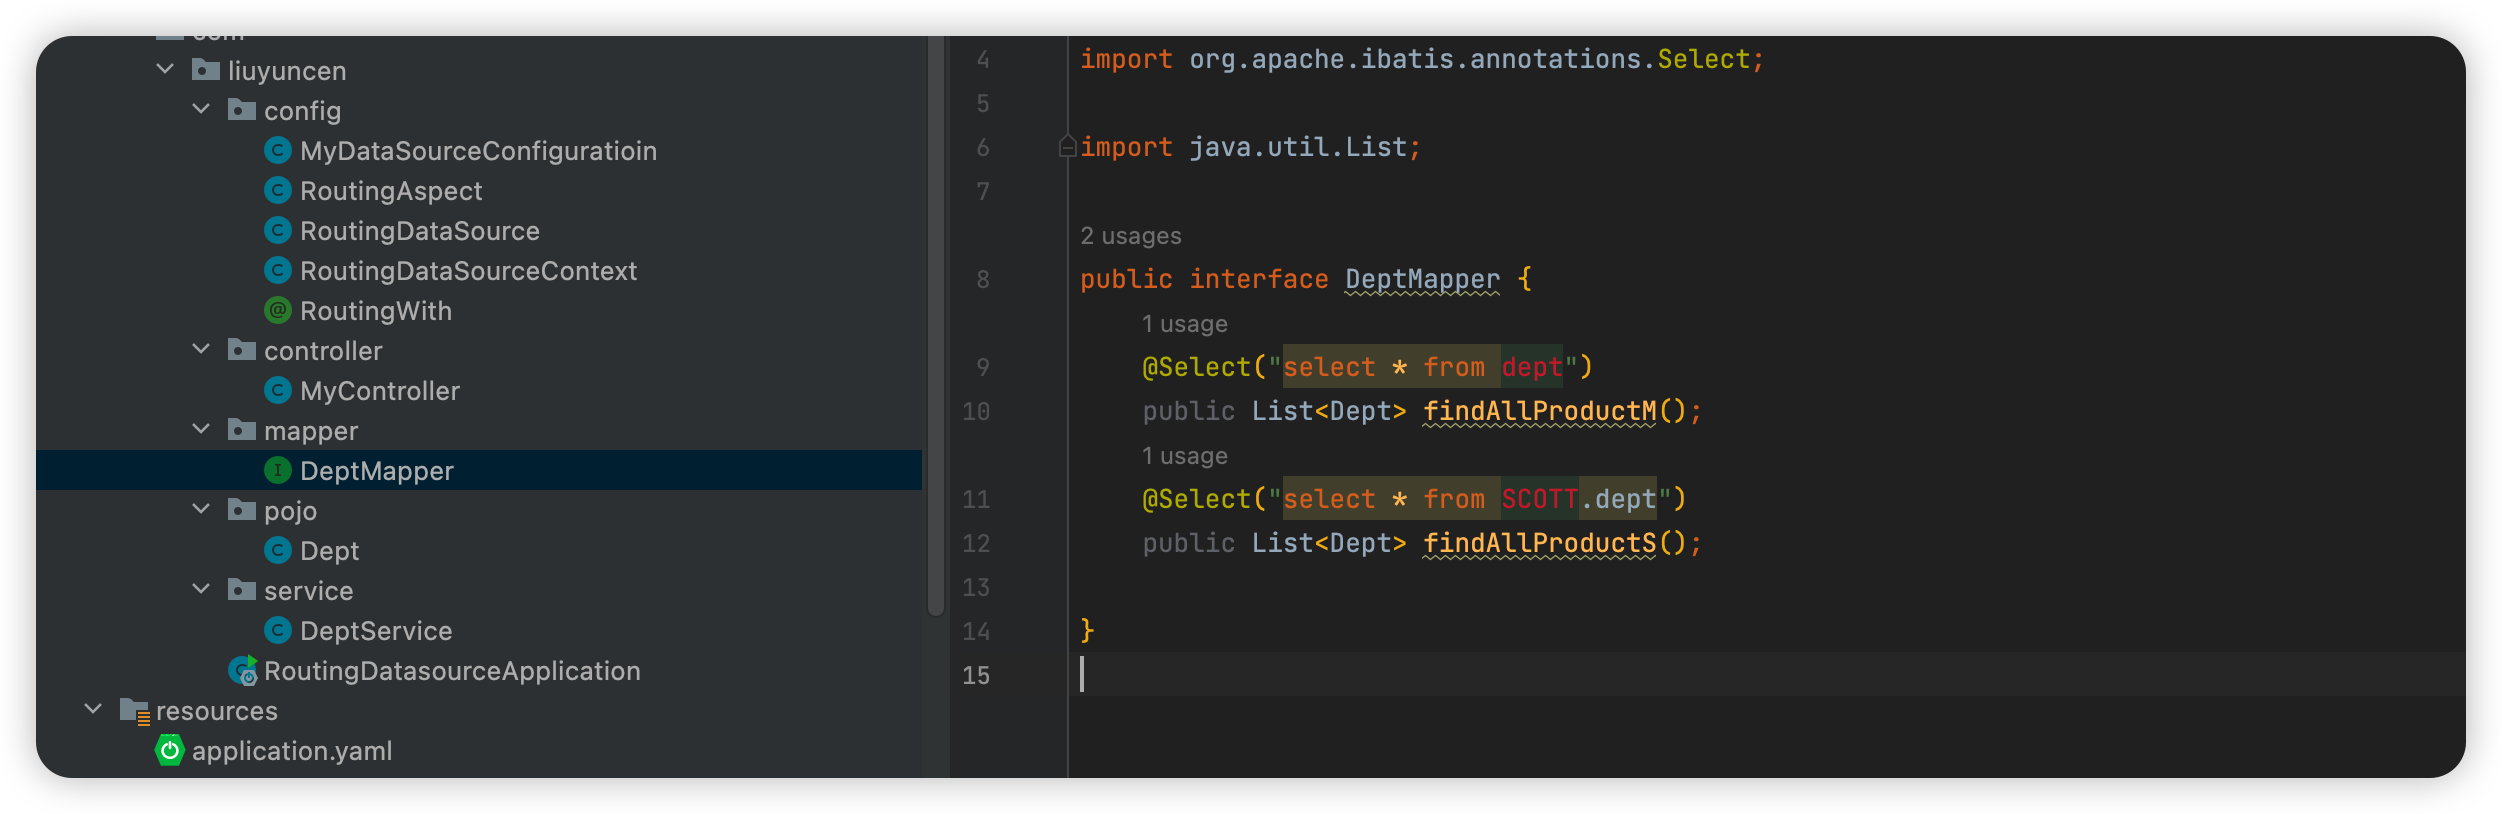 com
liuyuncen
config
MyDataSourceConfiguratioin
RoutingAspect
RoutingDataSource
RoutingDataSourceContext
RoutingWith
controller
MyController
mapper
DeptMapper
pojo
Dept
service
DeptService
RoutingDatasourceApplication
resources
application.yaml
4 import org.apache.ibatis.annotations.Select;
5
6 import java.util.List;
7
2 usages
8 public interface DeptMapper {
1 usage
9 @Select("select * from dept")
10 public List<Dept> findAllProductM();
1 usage
11 @Select("select * from SCOTT.dept")
12 public List<Dept> findAllProductS();
13
14 }
15